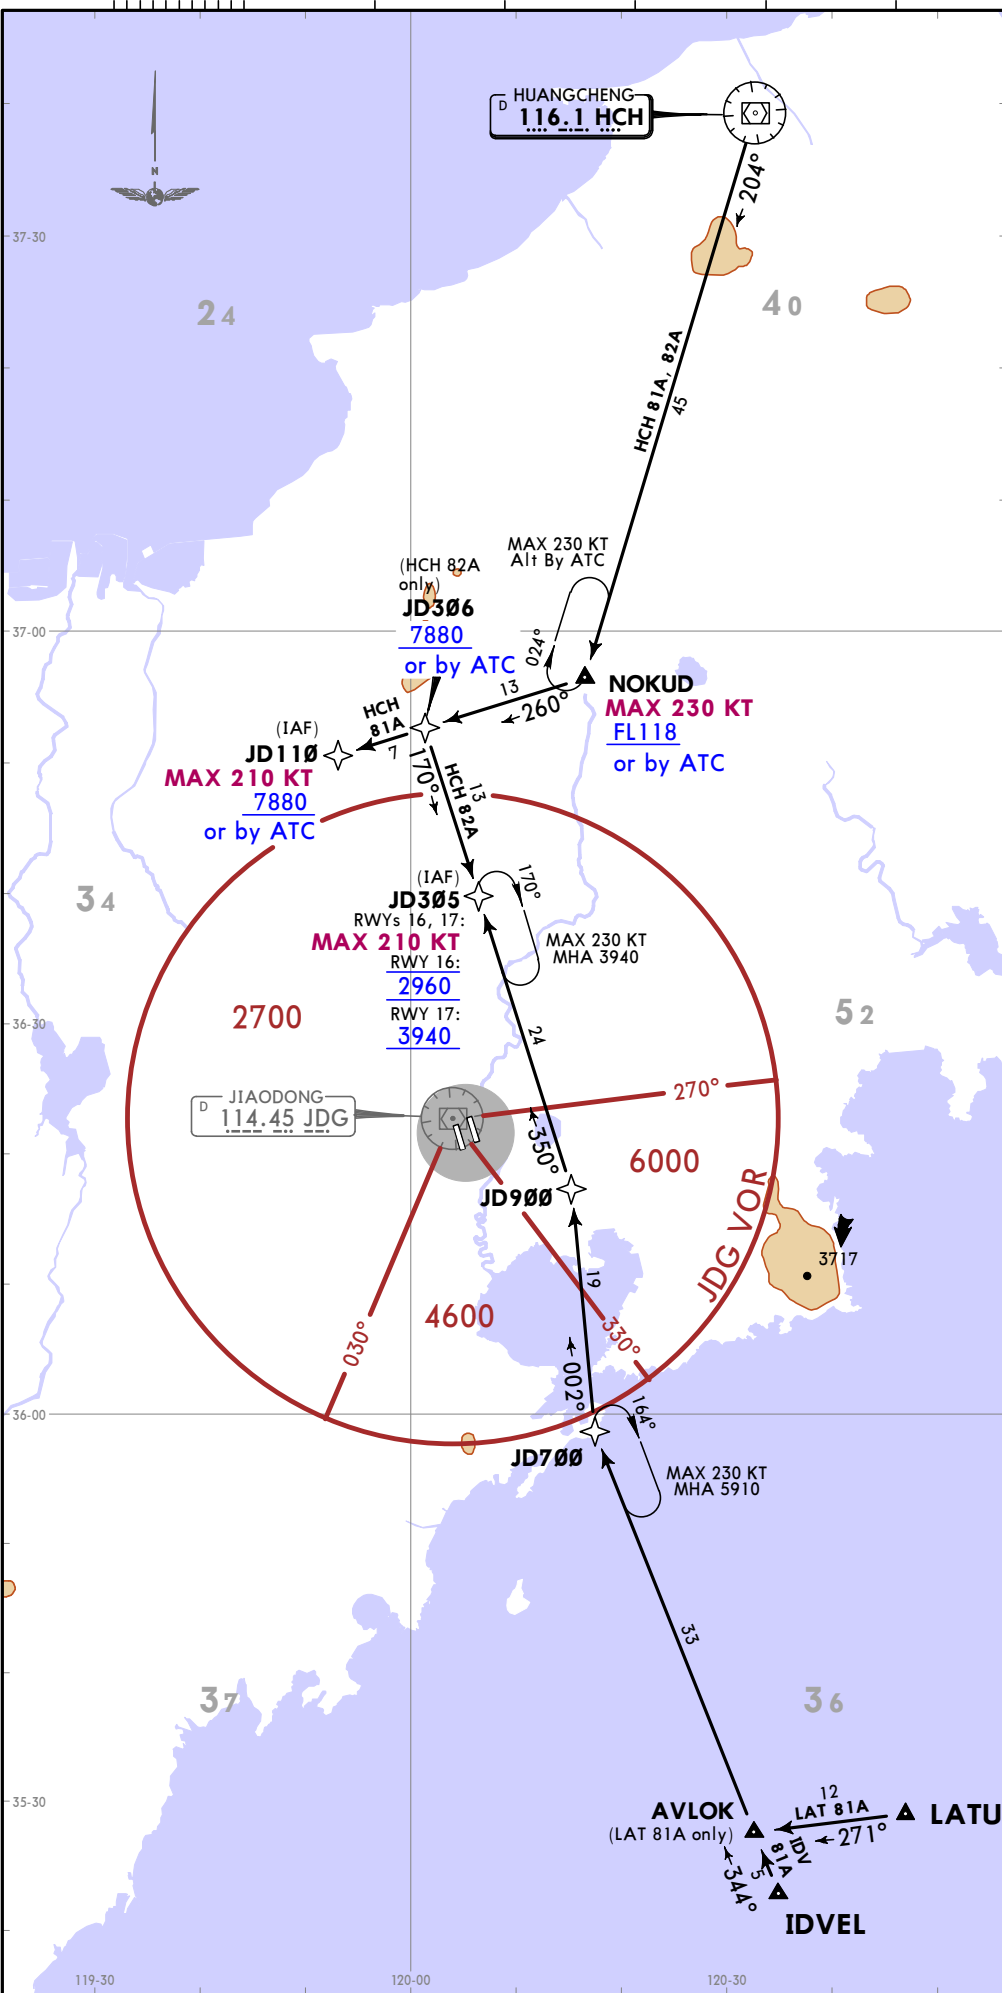 HUANGCHENG
D 116.1 HCH
204°
N
37-30
24
40
HCH 81A, 82A
45
MAX 230 KT
Alt By ATC
(HCH 82A
only)
JD3Ø6
7880
or by ATC
37-00
024°
NOKUD
MAX 230 KT
FL118
or by ATC
13
260°
HCH
81A
7
(IAF)
JD11Ø
MAX 210 KT
7880
or by ATC
170°
13
HCH 82A
34
(IAF)
JD3Ø5
RWYs 16, 17:
MAX 210 KT
RWY 16:
2960
RWY 17:
3940
170°
MAX 230 KT
MHA 3940
2700
52
36-30
24
JIAODONG
D 114.45 JDG
270°
350°
6000
JD9ØØ
JDG VOR
3717
19
4600
030°
330°
002°
36-00
JD7ØØ
164°
MAX 230 KT
MHA 5910
33
37
36
35-30
12
LAT 81A
271°
AVLOK
(LAT 81A only)
LATU
IDV
81A
5
344°
IDVEL
119-30
120-00
120-30